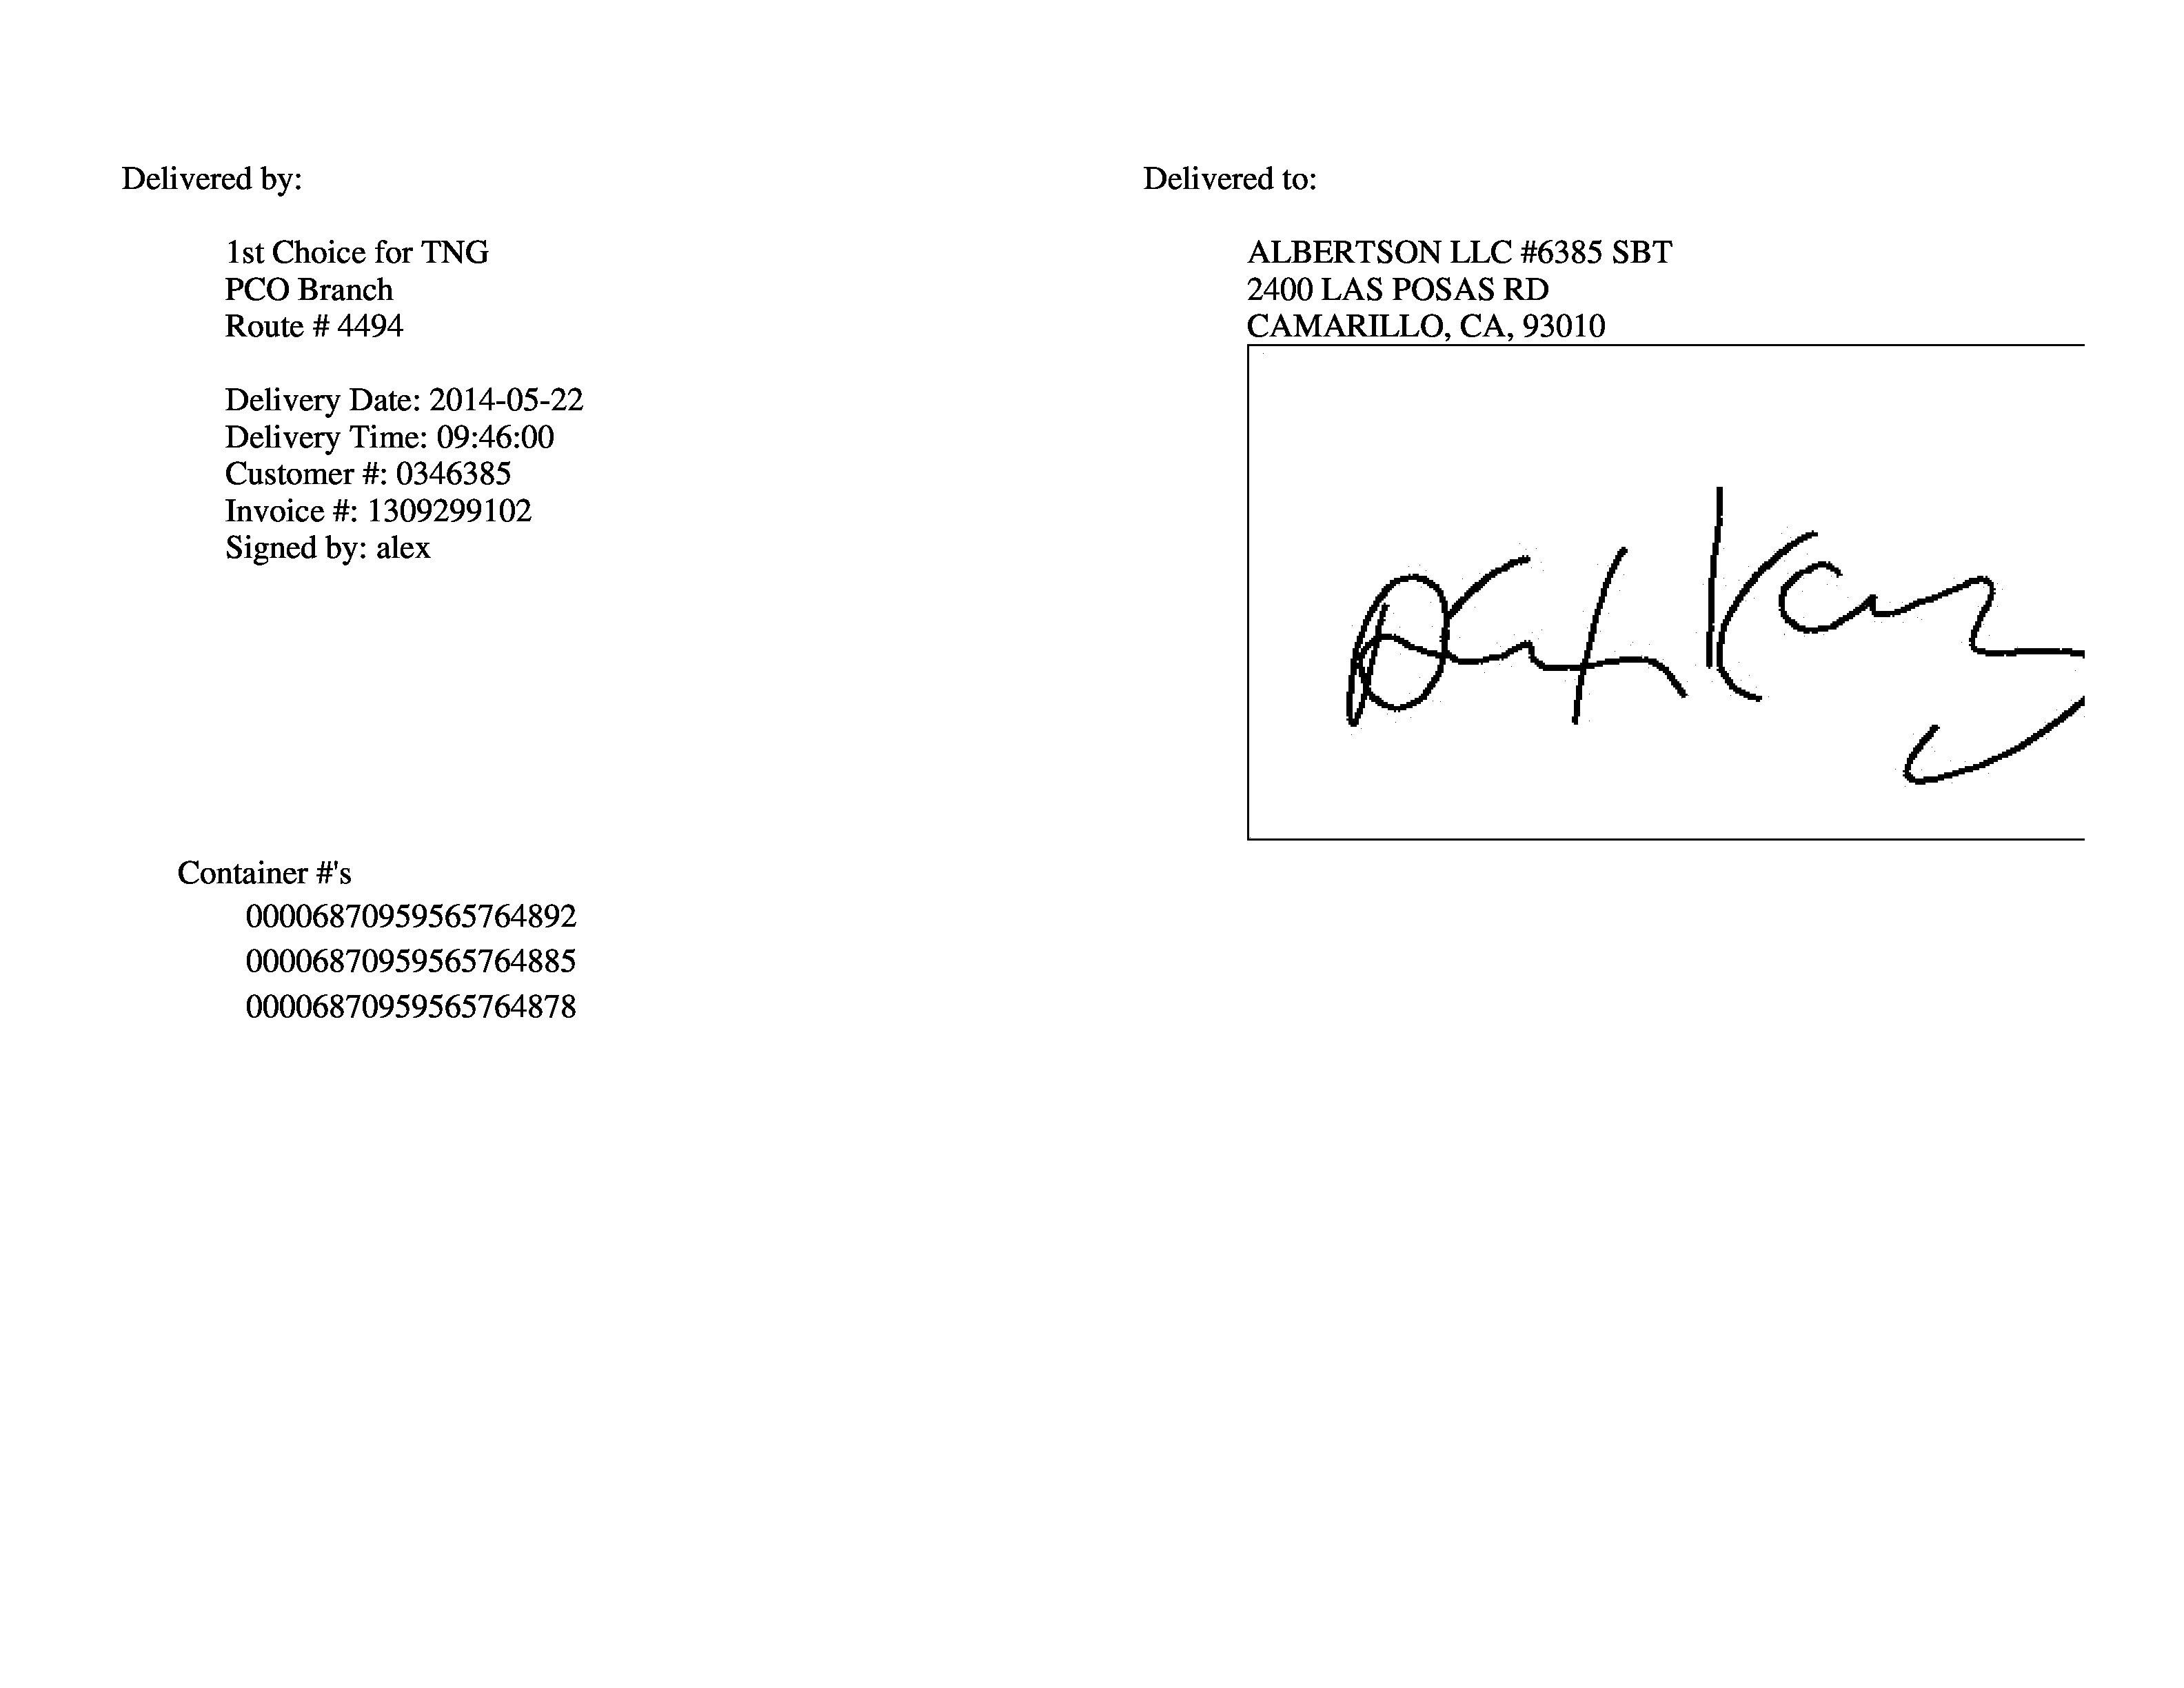 Delivered by:
1st Choice for TNG
PCO Branch
Route # 4494
Delivery Date: 2014-05-22
Delivery Time: 09:46:00
Customer #: 0346385
Invoice #: 1309299102
Signed by: alex
Delivered to:
ALBERTSON LLC #6385 SBT
2400 LAS POSAS RD
CAMARILLO, CA, 93010
Container #'s
00006870959565764892
00006870959565764885
00006870959565764878